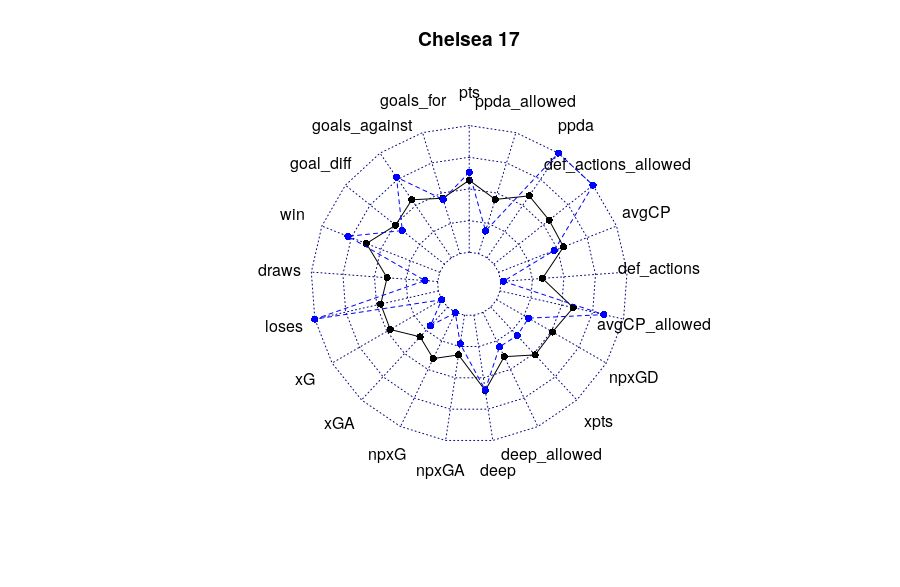 Chelsea 17
pts
goals_for
ppda_allowed
goals_against
ppda
goal_diff
def_actions_allowed
win
avgCP
draws
def_actions
loses
avgCP_allowed
xG
npxGD
xGA
xpts
npxG
deep_allowed
npxGA
deep